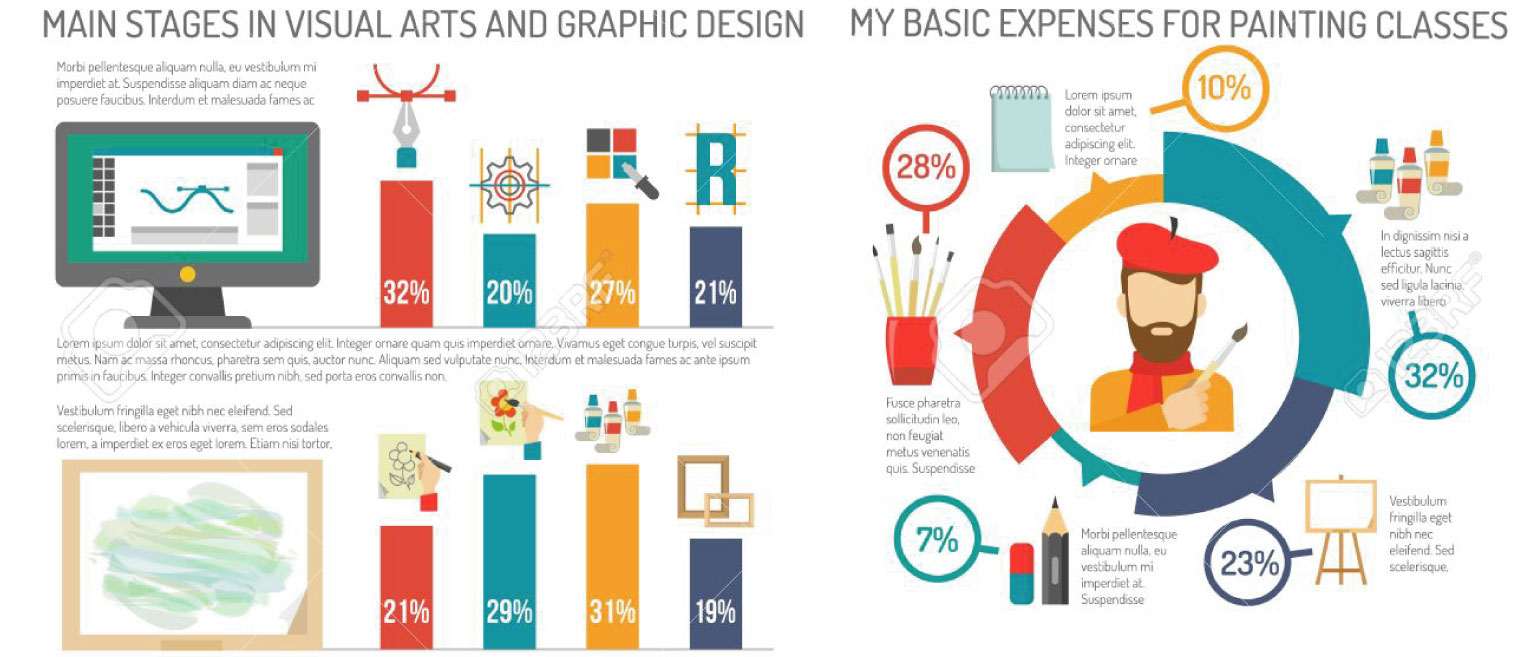 MAIN STAGES IN VISUAL ARTS AND GRAPHIC DESIGN
Morbi pellentesque aliquam nulla, eu vestibulum mi
imperdiet at. Suspendisse aliquam diam ac neque
posuere faucibus. Interdum et malesuada fames ac
R
32%
20%
27%
21%
Lorem ipsum dolor sit amet, consectetur adipiscing elit. Integer ornare quam quis imperdiet ornare. Vivamus eget congue turpis, vel suscipit
metus. Nam ac massa rhoncus, pharetra sem quis, auctor nunc. Aliquam sed vulputate nunc. Interdum et malesuada fames ac ante ipsum
primis in faucibus. Integer convallis pretium nibh, sed porta eros convallis non.
Vestibulum fringilla eget nibh nec eleifend. Sed
scelerisque, libero a vehicula viverra, sem eros sodales
lorem, a imperdiet ex eros eget lorem. Etiam nisi tortor,
21%
29%
31%
19%
MY BASIC EXPENSES FOR PAINTING CLASSES
10%
Lorem ipsum
dolor sit amet,
consectetur
adipiscing elit.
Integer ornare
28%
In dignissim nisi a
lectus sagittis
efficitur. Nunc
sed ligula lacinia,
viverra libero
32%
Fusce pharetra
sollicitudin leo,
non feugiat
metus venenatis
quis. Suspendisse
7%
Morbi pellentesque
aliquam nulla, eu
vestibulum mi
imperdiet at.
Suspendisse
23%
Vestibulum
fringilla eget
nibh nec
eleifend. Sed
scelerisque,